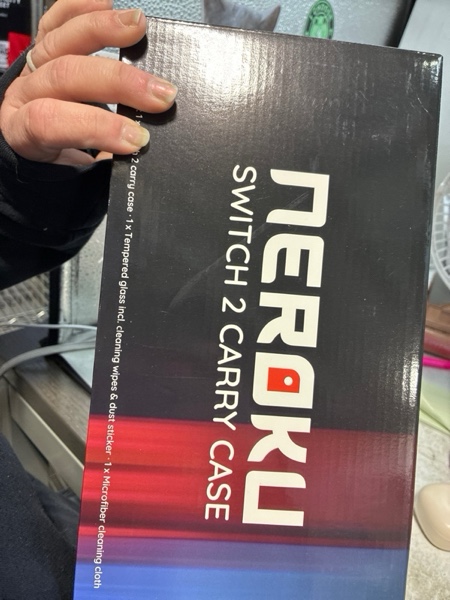 NEROKU
SWITCH 2 CARRY CASE
2 carry case · 1 x Tempered glass incl. cleaning wipes & dust sticker · 1 x Microfiber cleaning cloth